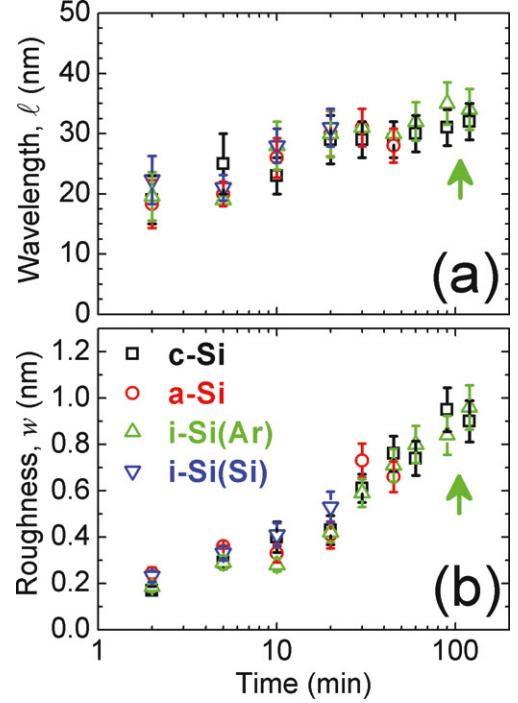 50
40
30
20
10
0
Wavelength, ℓ (nm)
(a)
1.2
1.0
0.8
0.6
0.4
0.2
0.0
Roughness, w (nm)
c-Si
a-Si
i-Si(Ar)
i-Si(Si)
(b)
1
10
100
Time (min)